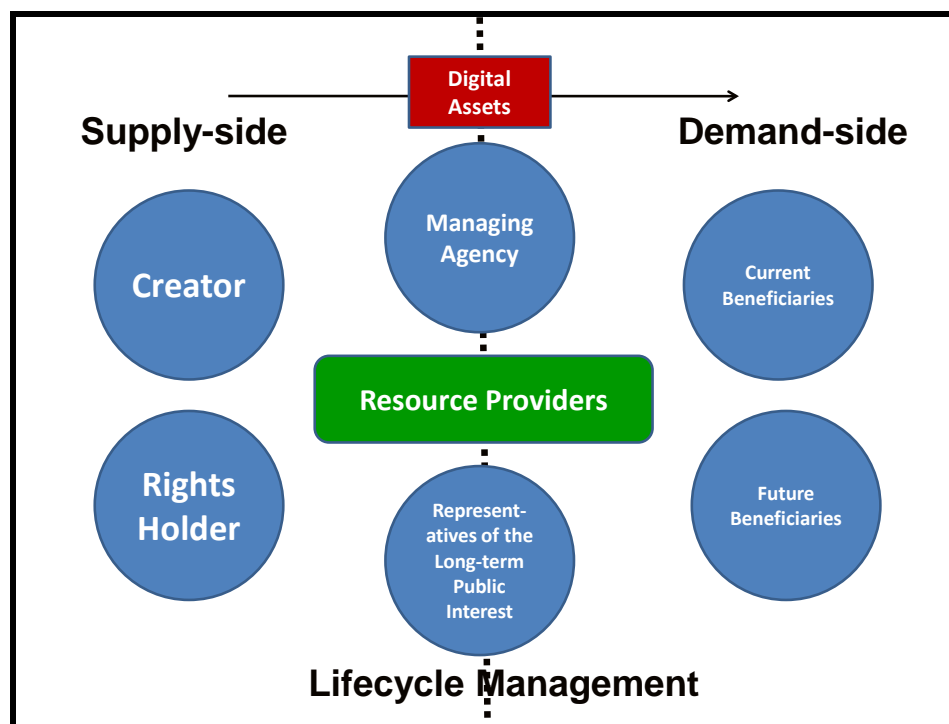 Digital
Assets
Supply-side
Demand-side
Managing
Agency
Creator
Current
Beneficiaries
Resource Providers
Rights
Holder
Future
Beneficiaries
Represent-
atives of the
Long-term
Public
Interest
Lifecycle Management